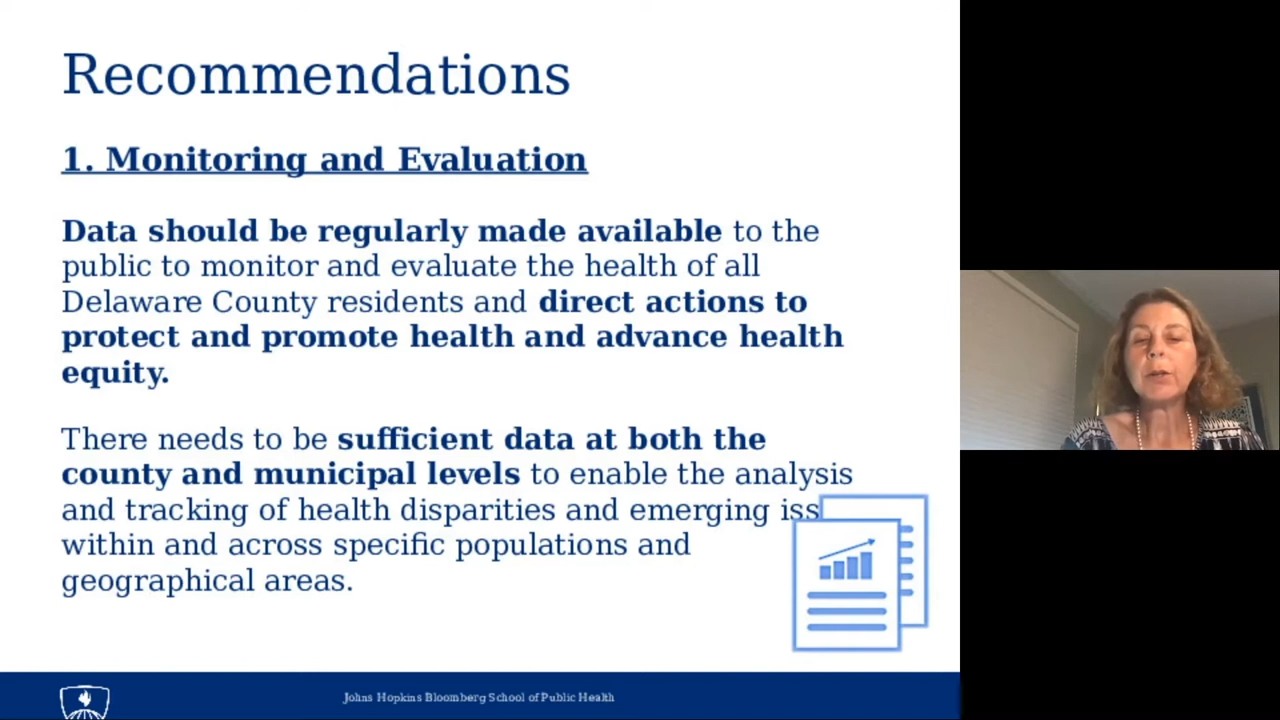 Recommendations
1. Monitoring and Evaluation
Data should be regularly made available to the
public to monitor and evaluate the health of all
Delaware County residents and direct actions to
protect and promote health and advance health
equity.
There needs to be sufficient data at both the
county and municipal levels to enable the analysis
and tracking of health disparities and emerging iss
within and across specific populations and
geographical areas.
Johns Hopkins Bloomberg School of Public Health